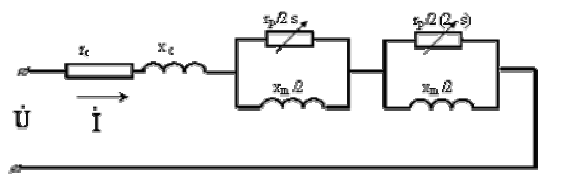 r_p/2 s
r_p/2 (2-s)
r_c
x_c
x_m/2
x_m/2
U̇
İ